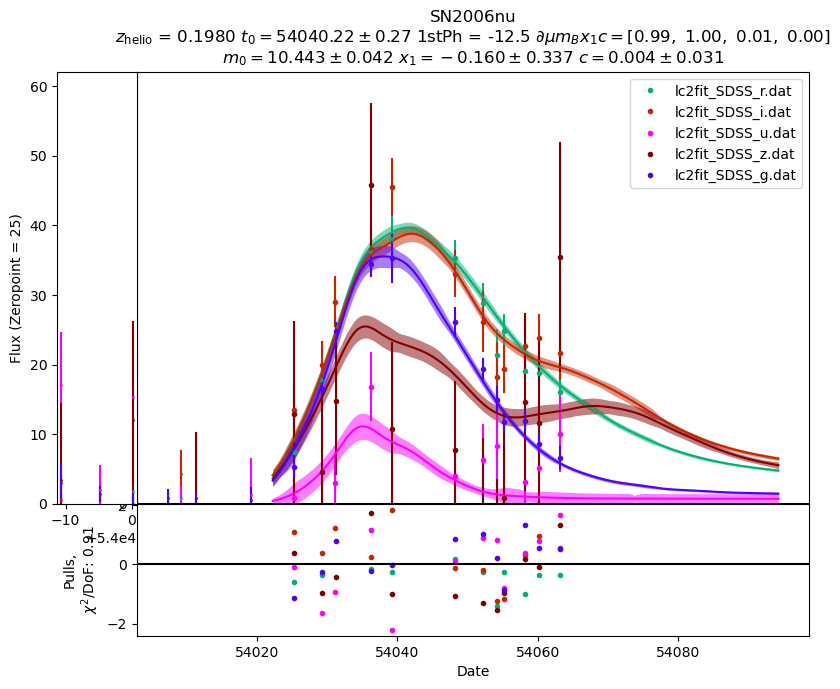 SN2006nu
z_helio = 0.1980 t_0 = 54040.22 ± 0.27 1stPh = -12.5 ∂μm_Bx_1c = [0.99, 1.00, 0.01, 0.00]
m_0 = 10.443 ± 0.042 x_1 = −0.160 ± 0.337 c = 0.004 ± 0.031
lc2fit_SDSS_r.dat
lc2fit_SDSS_i.dat
lc2fit_SDSS_u.dat
lc2fit_SDSS_z.dat
lc2fit_SDSS_g.dat
60
50
40
30
20
10
0
Flux (Zeropoint = 25)
−10 0
+5.4e4
2
0
−2
Pulls,
χ²/DoF: 0.91
54020 54040 54060 54080
Date